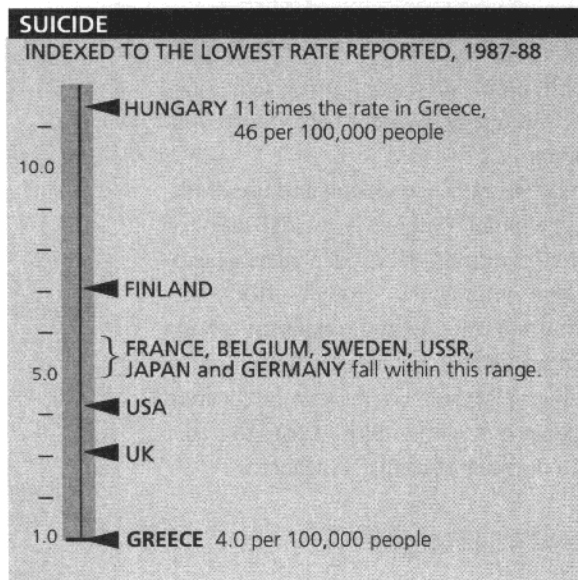 SUICIDE
INDEXED TO THE LOWEST RATE REPORTED, 1987-88
HUNGARY 11 times the rate in Greece,
46 per 100,000 people
10.0
FINLAND
FRANCE, BELGIUM, SWEDEN, USSR,
JAPAN and GERMANY fall within this range.
5.0
USA
UK
1.0
GREECE 4.0 per 100,000 people